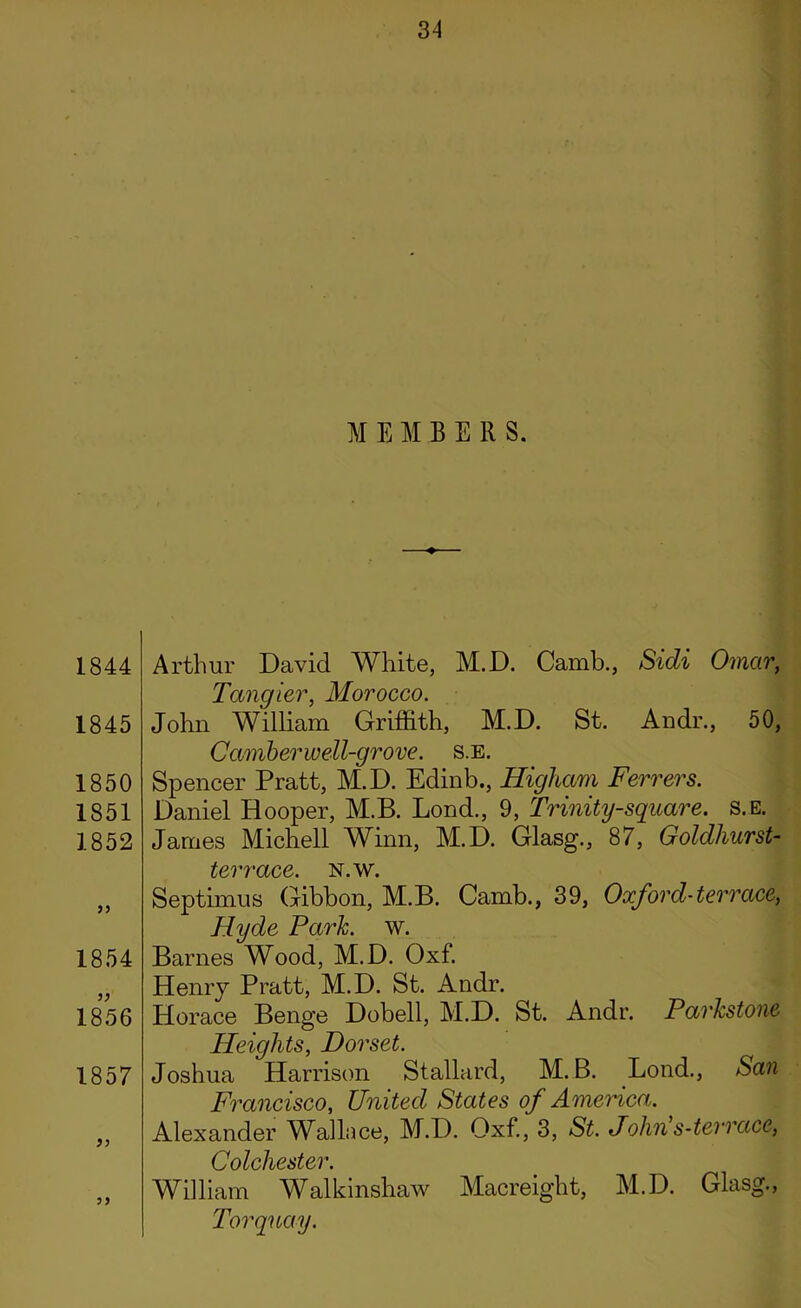 34
MEMBERS.
1844 Arthur David White, M.D. Camb., Sidi Omar,
Tangier, Morocco.
1845 John William Griffith, M.D. St. Andr., 50,
Camberwell-grove. S.E.
1850 Spencer Pratt, M.D. Edinb., Higham Ferrers.
1851 Daniel Hooper, M.B. Lond., 9, Trinity-square. S.E.
1852 James Michell Winn, M.D. Glasg., 87, Goldhurst-
terrace. N.W.
„ Septimus Gibbon, M.B. Camb., 39, Oxford-terrace,
Hyde Park. W.
1854 Barnes Wood, M.D. Oxf.
„ Henry Pratt, M.D. St. Andr.
1856 Horace Benge Dobell, M.D. St. Andr. Parkstone
Heights, Dorset.
1857 Joshua Harrison Stallard, M.B. Lond., San
Francisco, United States of America.
„ Alexander Wallace, M.D. Oxf., 3, St. John's-terrace,
Colchester.
„ William Walkinshaw Macreight, M.D. Glasg.,
Torquay.